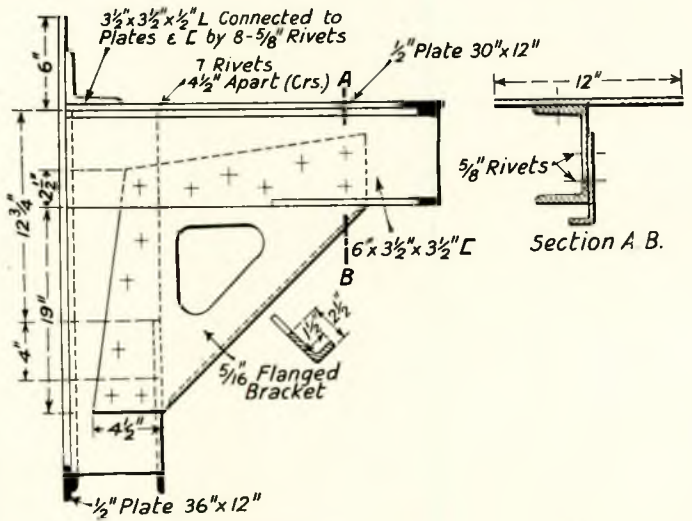 3½"x3½"x½" L Connected to
Plates & [ by 8-5/8" Rivets
7 Rivets
4½" Apart (Crs.)
A
½" Plate 30"x12"
6"
12"
5/8" Rivets
Section A B.
2½"
12¾"
19"
4"
6"x3½"x3½" [
B
1½"
2½"
5/16" Flanged
Bracket
4½"
½" Plate 36"x12"